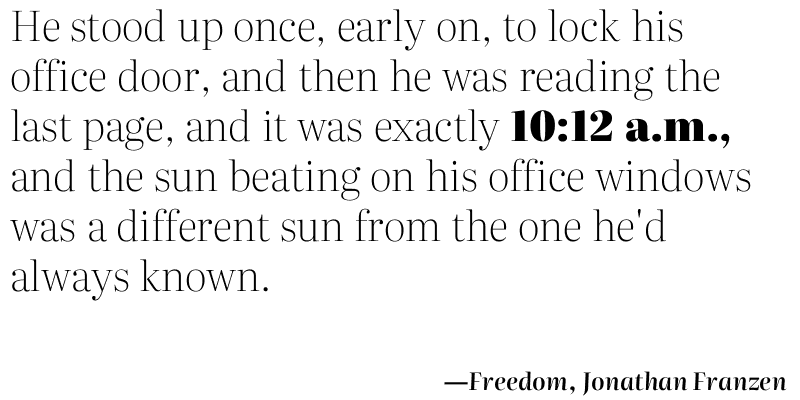 He stood up once, early on, to lock his
office door, and then he was reading the
last page, and it was exactly 10:12 a.m.,
and the sun beating on his office windows
was a different sun from the one he'd
always known.
—Freedom, Jonathan Franzen